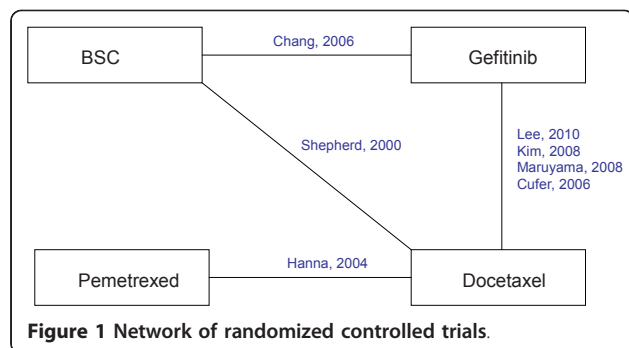 Chang, 2006
BSC
Gefitinib
Lee, 2010
Kim, 2008
Maruyama, 2008
Cufer, 2006
Shepherd, 2000
Hanna, 2004
Pemetrexed
Docetaxel
Figure 1 Network of randomized controlled trials.